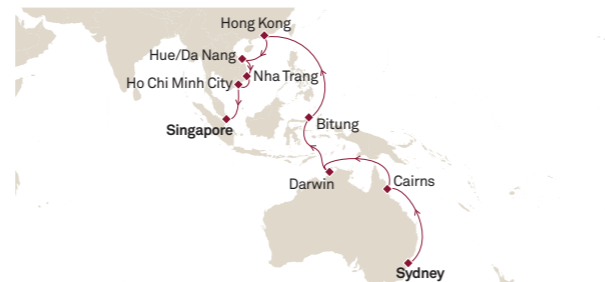 Hong Kong
Hue/Da Nang
Nha Trang
Ho Chi Minh City
Singapore
Bitung
Darwin
Cairns
Sydney